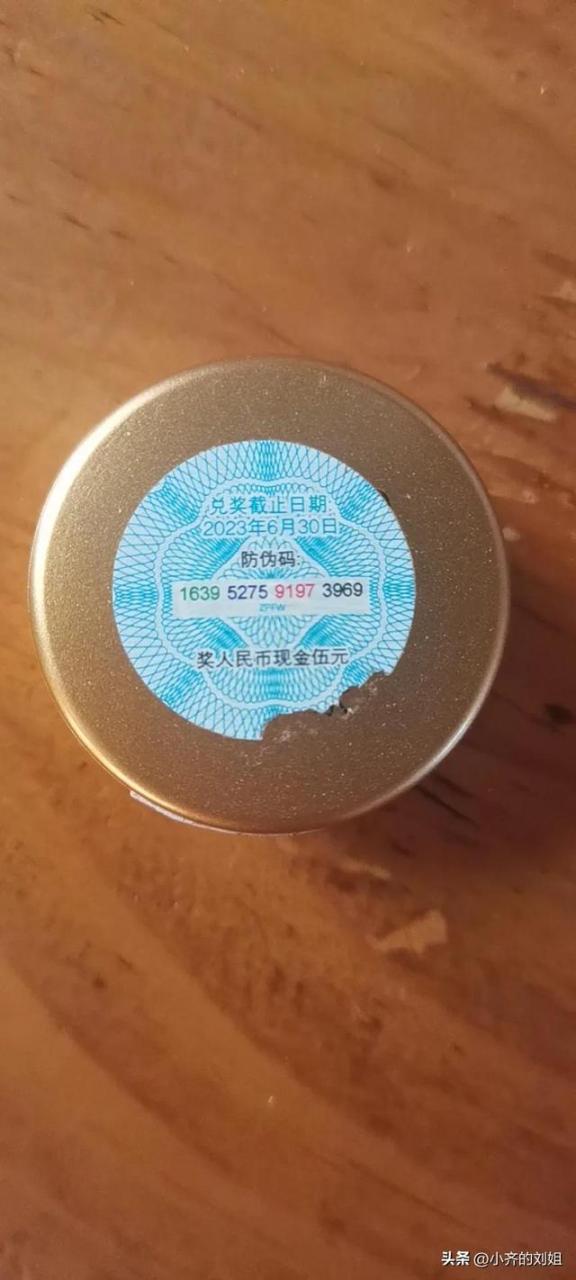 兑奖截止日期:
2023年6月30日
防伪码:
1639 5275 9197 3969
ZPFW
奖人民币现金伍元
头条 @小齐的刘姐